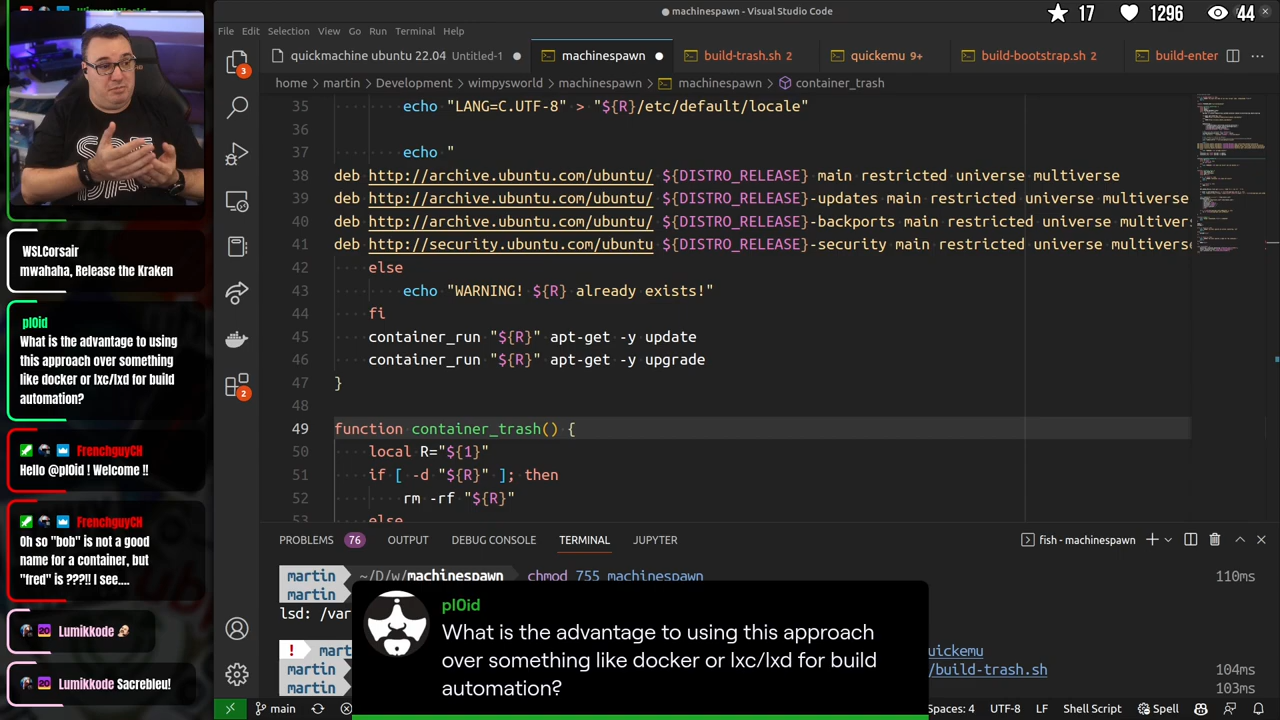 machinespawn - Visual Studio Code
17 1296 44
File Edit Selection View Go Run Terminal Help
quickmachine ubuntu 22.04 Untitled-1
machinespawn
build-trash.sh 2
quickemu 9+
build-bootstrap.sh 2
build-enter
home > martin > Development > wimpysworld > machinespawn > machinespawn > container_trash
35 echo "LANG=C.UTF-8" > "${R}/etc/default/locale"
36
37 echo "
38 deb http://archive.ubuntu.com/ubuntu/ ${DISTRO_RELEASE} main restricted universe multiverse
39 deb http://archive.ubuntu.com/ubuntu/ ${DISTRO_RELEASE}-updates main restricted universe multiverse
40 deb http://archive.ubuntu.com/ubuntu/ ${DISTRO_RELEASE}-backports main restricted universe multivers
41 deb http://security.ubuntu.com/ubuntu ${DISTRO_RELEASE}-security main restricted universe multiverse
42 else
43 echo "WARNING! ${R} already exists!"
44 fi
45 container_run "${R}" apt-get -y update
46 container_run "${R}" apt-get -y upgrade
47 }
48
49 function container_trash() {
50 local R="${1}"
51 if [ -d "${R}" ]; then
52 rm -rf "${R}"
53 else
3
2
WSLCorsair
mwahaha, Release the Kraken
pl0id
What is the advantage to using
this approach over something
like docker or lxc/lxd for build
automation?
FrenchguyCH
Hello @pl0id ! Welcome !!
FrenchguyCH
Oh so "bob" is not a good
name for a container, but
"fred" is ???!! I see....
20 Lumikkode
20 Lumikkode Sacrebleu!
PROBLEMS 76 OUTPUT DEBUG CONSOLE TERMINAL JUPYTER
fish - machinespawn
martin ~/D/w/machinespawn chmod 755 machinespawn 110ms
martin
lsd: /var
! mart
uickemu
martin
/build-trash.sh 104ms
martin
103ms
pl0id
What is the advantage to using this approach
over something like docker or lxc/lxd for build
automation?
main
Spaces: 4 UTF-8 LF Shell Script Spell